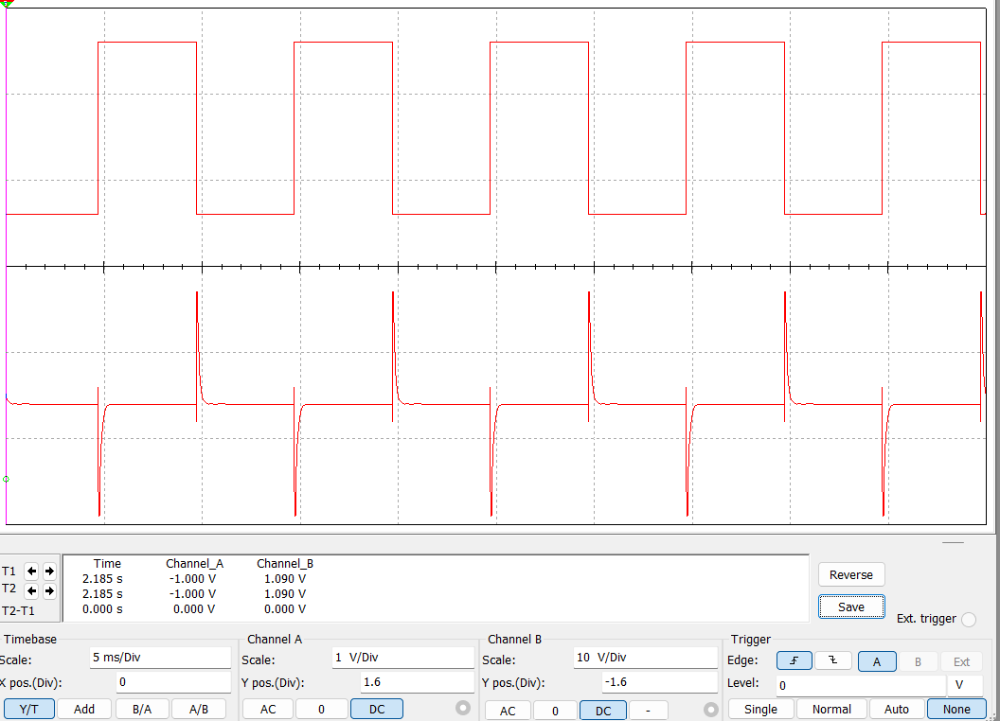 Time Channel_A Channel_B
T1 2.185 s -1.000 V 1.090 V
T2 2.185 s -1.000 V 1.090 V
T2-T1 0.000 s 0.000 V 0.000 V
Reverse
Save
Ext. trigger
Timebase
Scale: 5 ms/Div
X pos.(Div): 0
Y/T Add B/A A/B
Channel A
Scale: 1 V/Div
Y pos.(Div): 1.6
AC 0 DC
Channel B
Scale: 10 V/Div
Y pos.(Div): -1.6
AC 0 DC -
Trigger
Edge: A B Ext
Level: 0 V
Single Normal Auto None